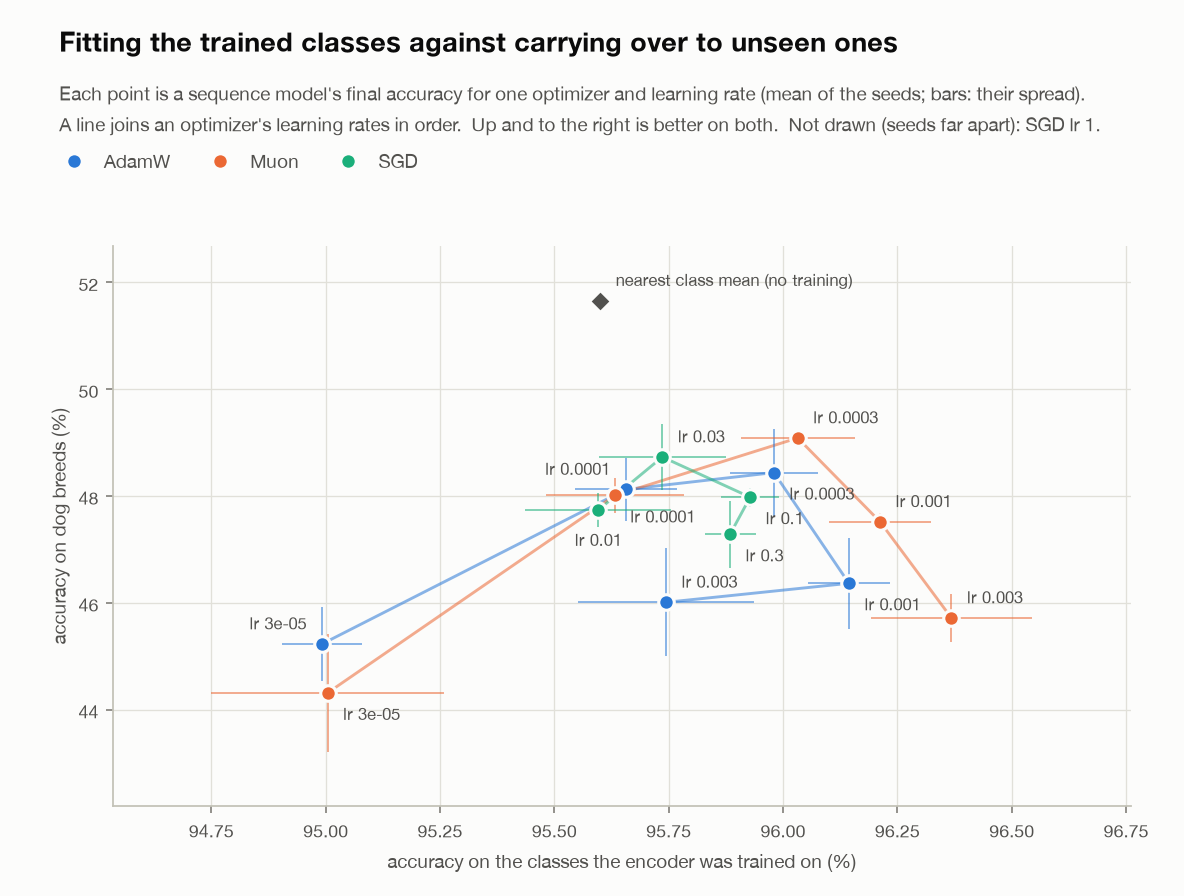 Fitting the trained classes against carrying over to unseen ones
Each point is a sequence model's final accuracy for one optimizer and learning rate (mean of the seeds; bars: their spread).
A line joins an optimizer's learning rates in order.  Up and to the right is better on both.  Not drawn (seeds far apart): SGD lr 1.
AdamW
Muon
SGD
nearest class mean (no training)
52
50
48
46
44
accuracy on dog breeds (%)
lr 0.0003
lr 0.03
lr 0.0001
lr 0.0003
lr 0.001
lr 0.0001
lr 0.1
lr 0.01
lr 0.3
lr 0.003
lr 0.001
lr 0.003
lr 3e-05
lr 3e-05
94.75
95.00
95.25
95.50
95.75
96.00
96.25
96.50
96.75
accuracy on the classes the encoder was trained on (%)